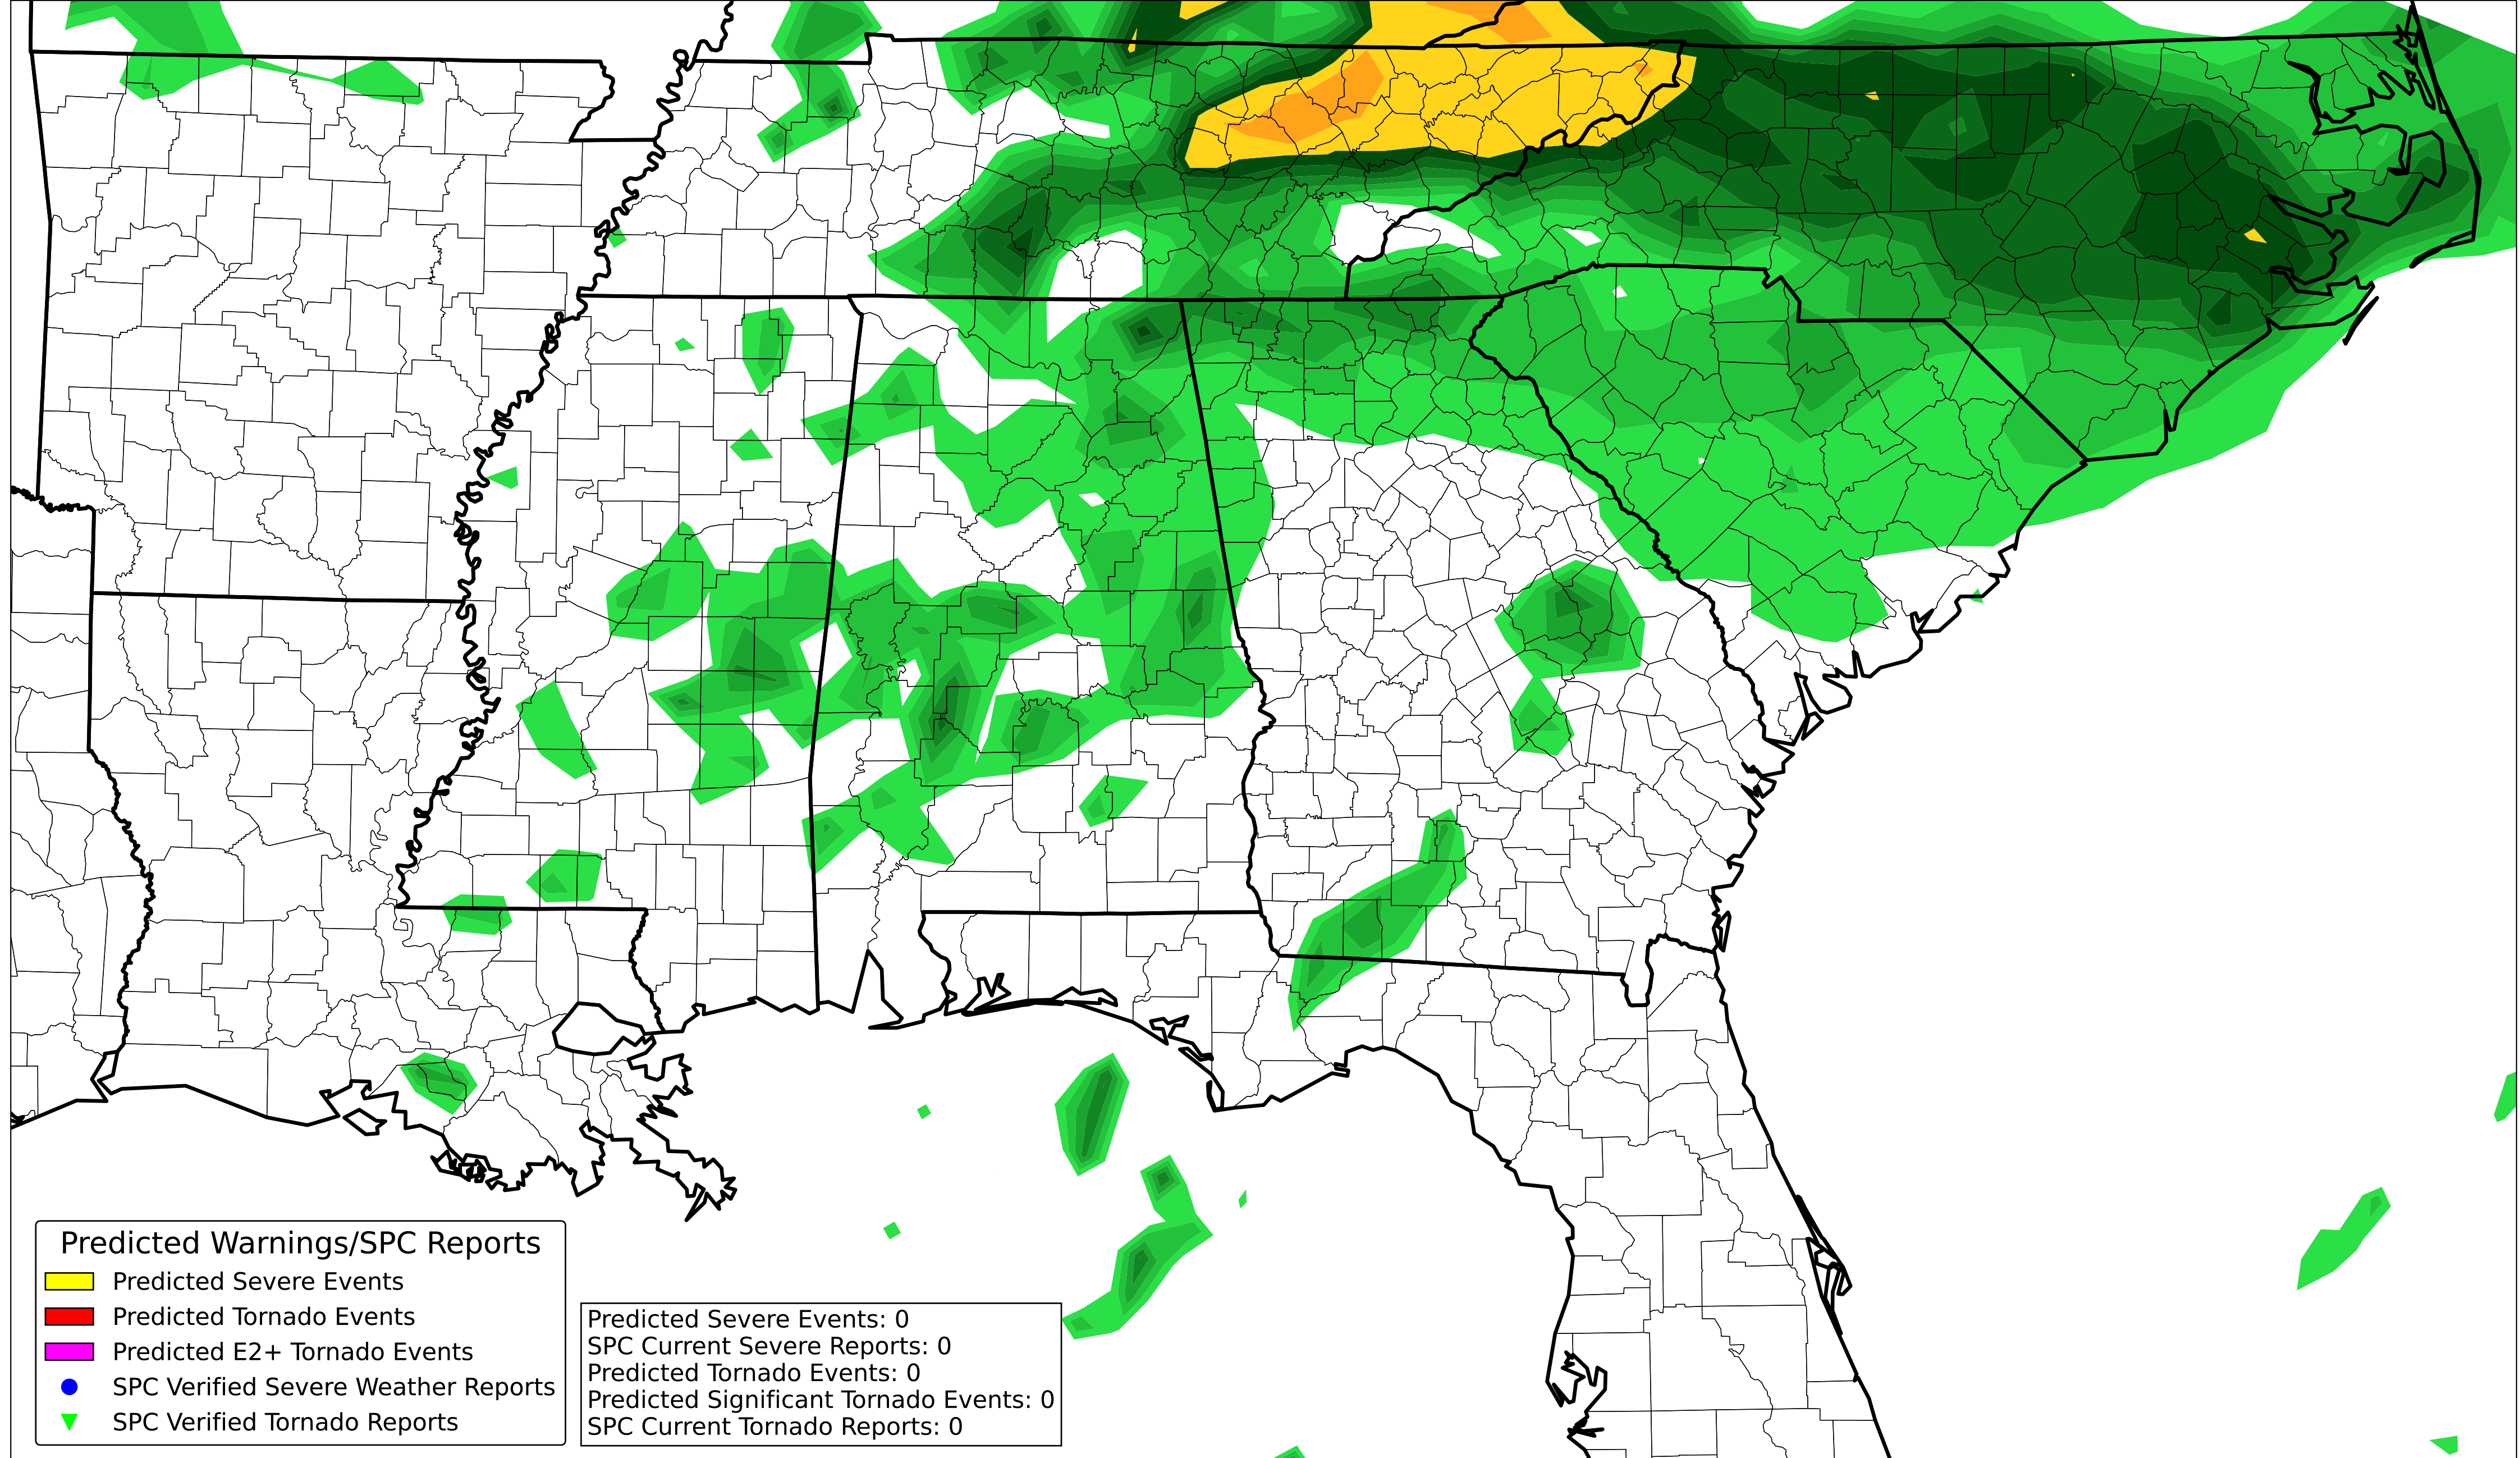 Predicted Warnings/SPC Reports
Predicted Severe Events
Predicted Tornado Events
Predicted E2+ Tornado Events
SPC Verified Severe Weather Reports
SPC Verified Tornado Reports
Predicted Severe Events: 0
SPC Current Severe Reports: 0
Predicted Tornado Events: 0
Predicted Significant Tornado Events: 0
SPC Current Tornado Reports: 0